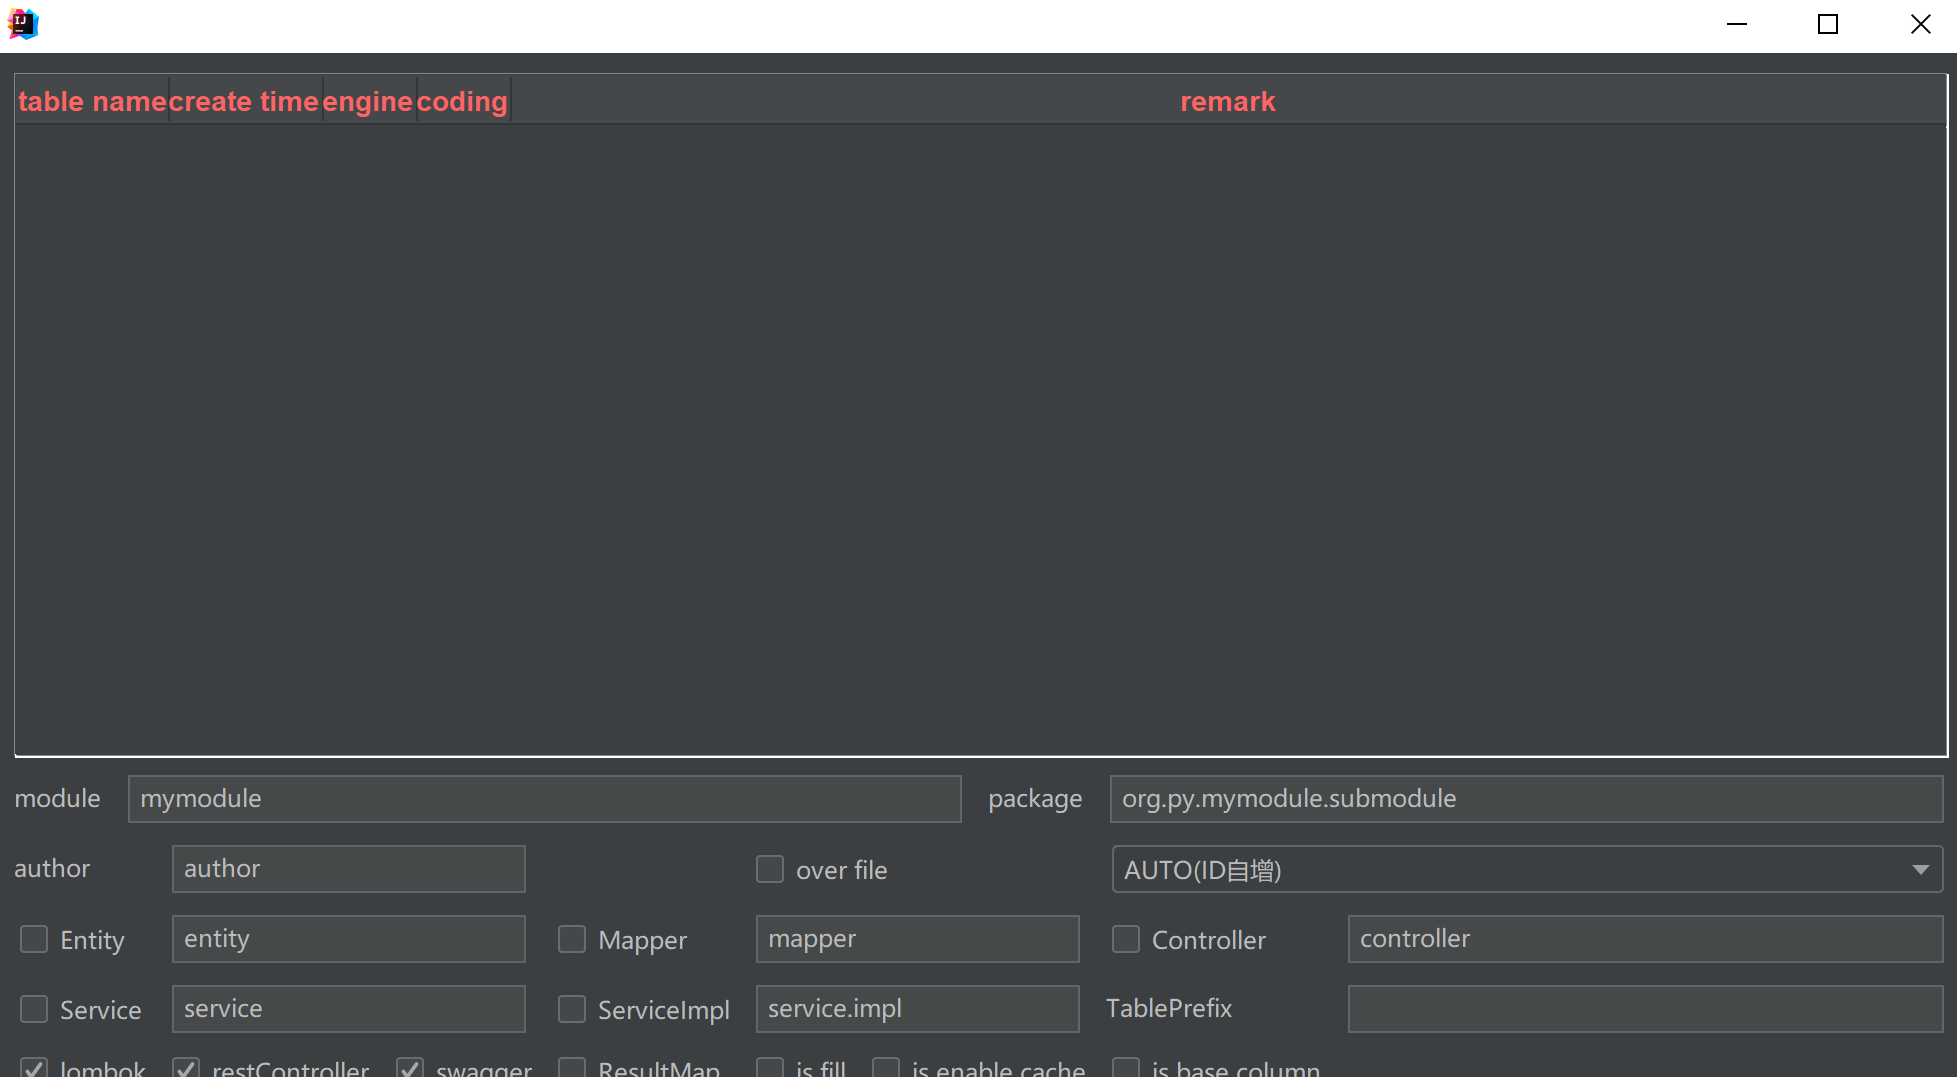 IJ
table name create time engine coding remark
module mymodule package org.py.mymodule.submodule
author author over file AUTO(ID自增)
Entity entity Mapper mapper Controller controller
Service service ServiceImpl service.impl TablePrefix
lombok restController swagger ResultMap is fill is enable cache is base column